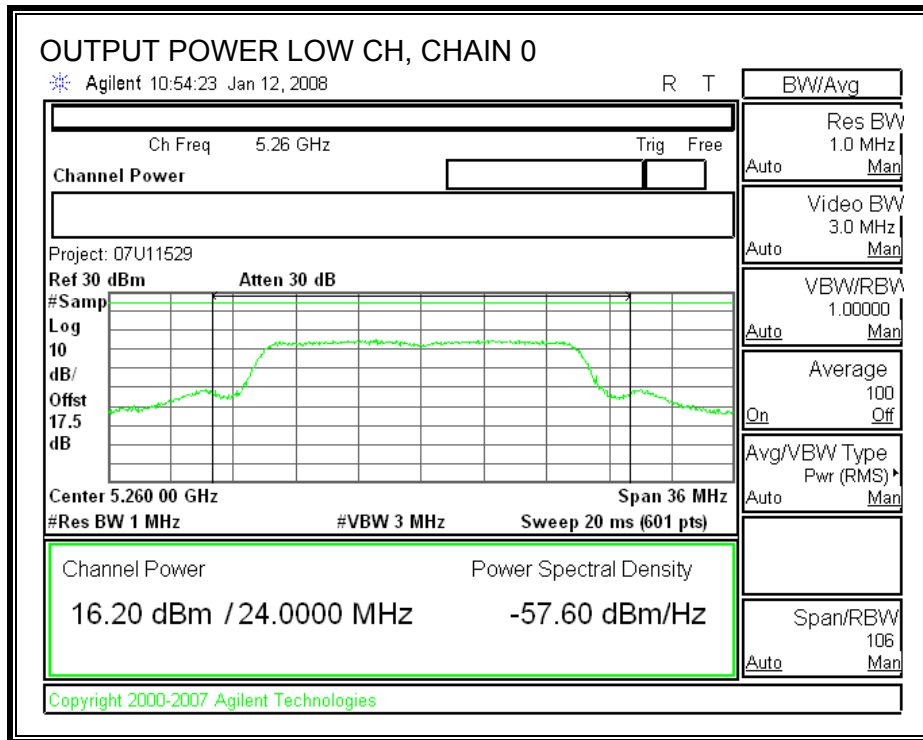 OUTPUT POWER LOW CH, CHAIN 0
Agilent 10:54:23 Jan 12, 2008 R T
Ch Freq 5.26 GHz Trig Free
Channel Power
Project: 07U11529
Ref 30 dBm Atten 30 dB
#Samp
Log
10
dB/
Offst
17.5
dB
Center 5.260 00 GHz Span 36 MHz
#Res BW 1 MHz #VBW 3 MHz Sweep 20 ms (601 pts)
Channel Power Power Spectral Density
16.20 dBm / 24.0000 MHz -57.60 dBm/Hz
Copyright 2000-2007 Agilent Technologies
BW/Avg
Res BW
1.0 MHz
Auto Man
Video BW
3.0 MHz
Auto Man
VBW/RBW
1.00000
Auto Man
Average
100
On Off
Avg/VBW Type
Pwr (RMS)
Auto Man
Span/RBW
106
Auto Man